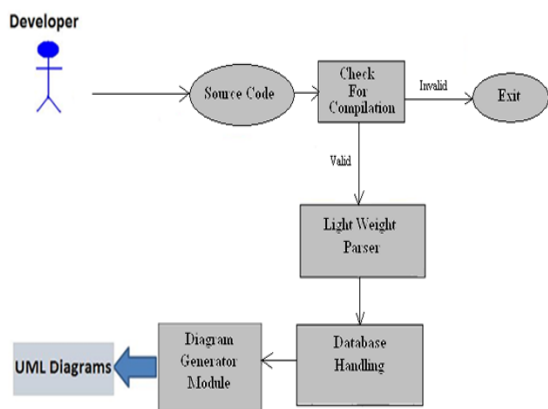 Developer
Source Code
Check
For
Compilation
Invalid
Exit
Valid
Light Weight
Parser
Database
Handling
Diagram
Generator
Module
UML Diagrams